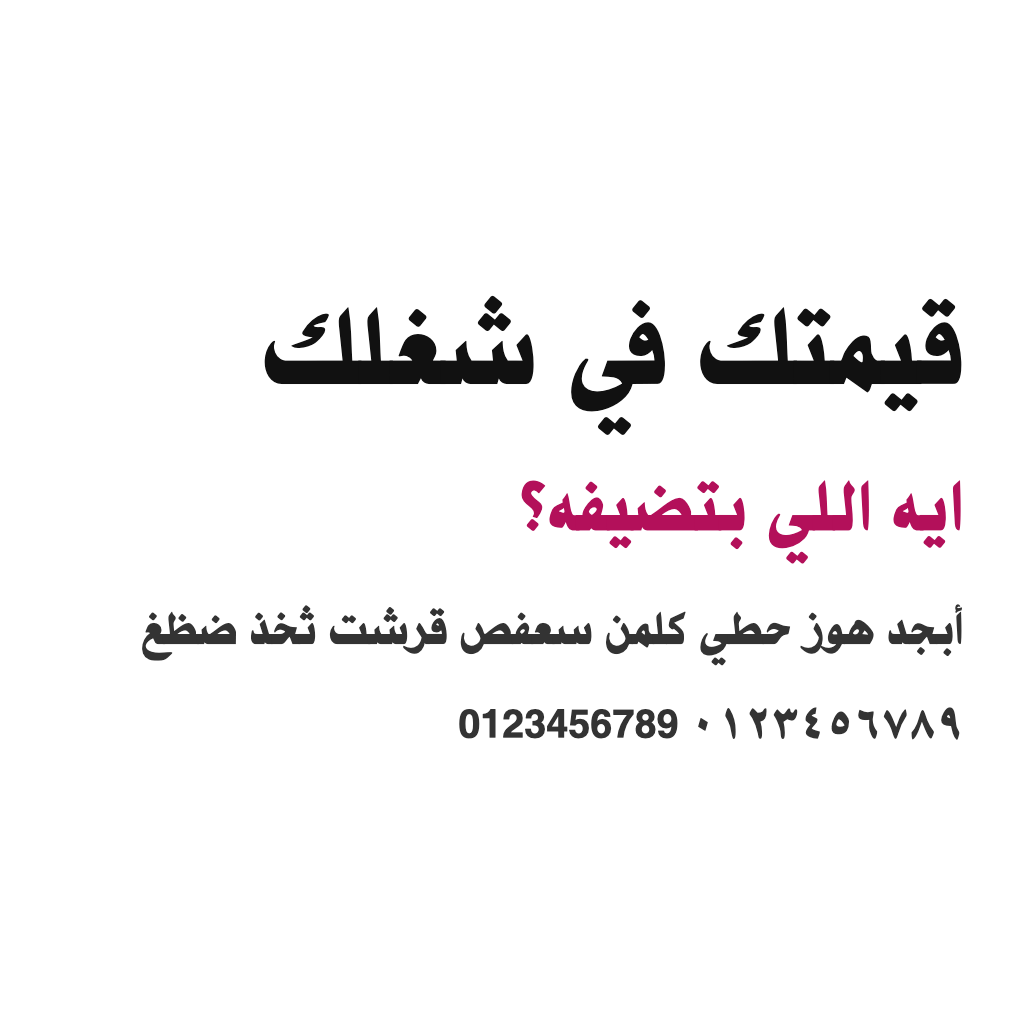 قيمتك في شغلك
ايه اللي بتضيفه؟
أبجد هوز حطي كلمن سعفص قرشت ثخذ ضظغ
0123456789 ٠١٢٣٤٥٦٧٨٩